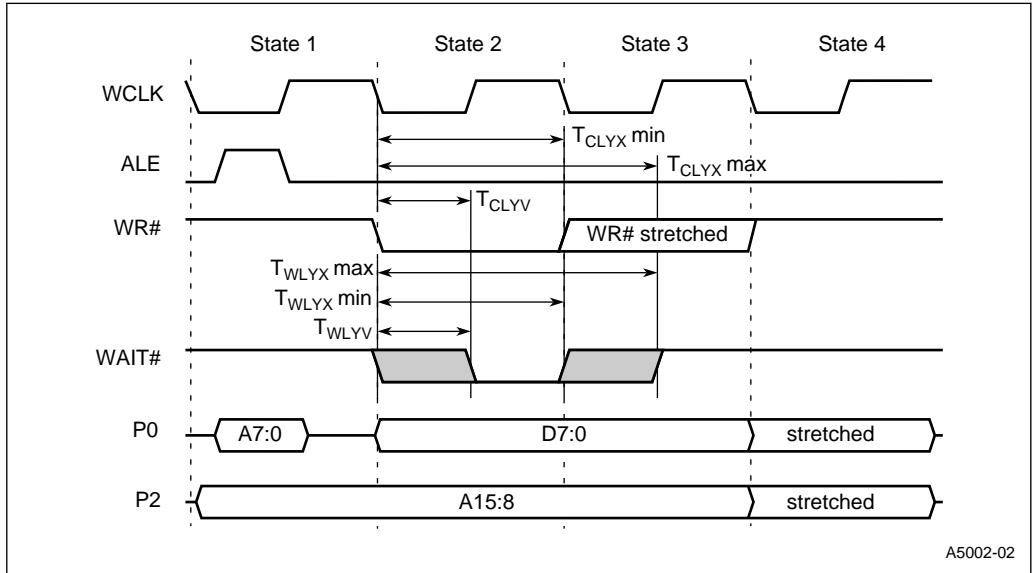 State 1 State 2 State 3 State 4
WCLK
T_CLYX min
ALE
T_CLYX max
T_CLYV
WR#
WR# stretched
T_WLYX max
T_WLYX min
T_WLYV
WAIT#
P0 A7:0 D7:0 stretched
P2 A15:8 stretched
A5002-02